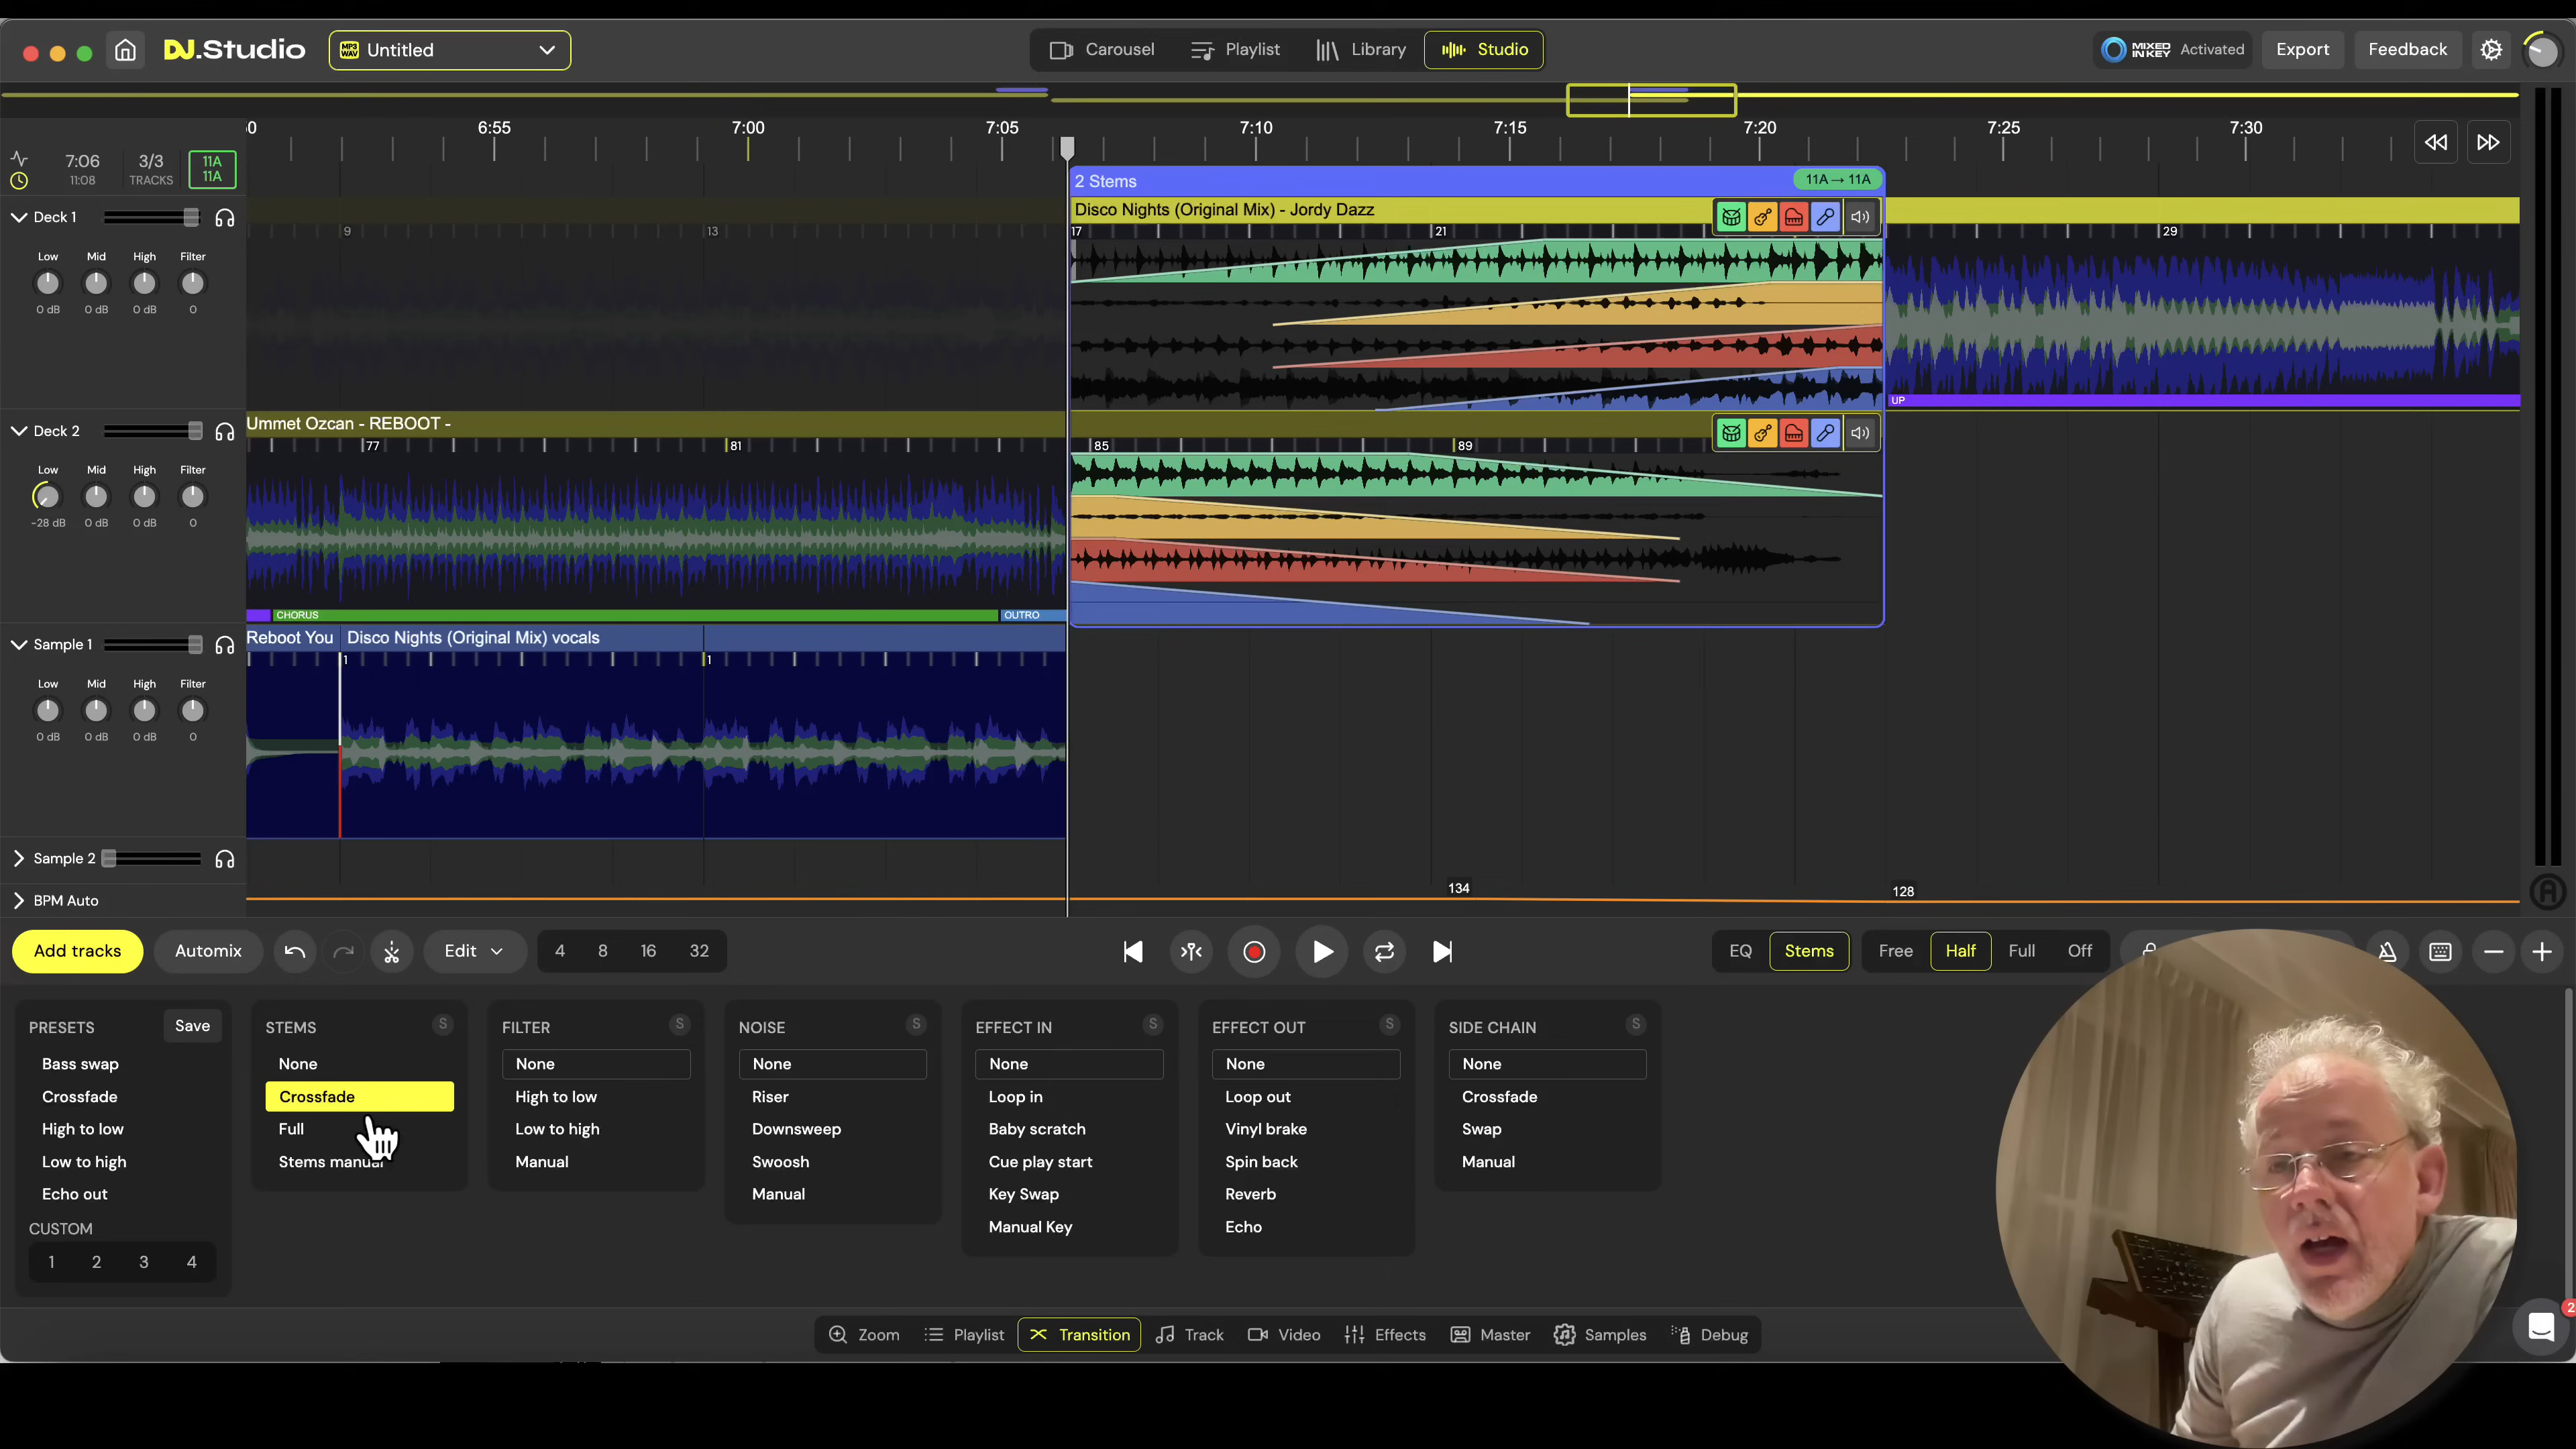 DJ.Studio
MP3 WAV
Untitled
Carousel
Playlist
Library
Studio
MIXED IN KEY
Activated
Export
Feedback
6:55
7:00
7:05
7:10
7:15
7:20
7:25
7:30
7:06
11:08
3/3
TRACKS
11A
11A
2 Stems
11A → 11A
Deck 1
Disco Nights (Original Mix) - Jordy Dazz
9
13
17
21
29
Low
Mid
High
Filter
0 dB
0 dB
0 dB
0
UP
Deck 2
Ummet Ozcan - REBOOT -
77
81
85
89
Low
Mid
High
Filter
-28 dB
0 dB
0 dB
0
CHORUS
OUTRO
Sample 1
Reboot You
Disco Nights (Original Mix) vocals
1
1
Low
Mid
High
Filter
0 dB
0 dB
0 dB
0
Sample 2
BPM Auto
134
128
Add tracks
Automix
Edit
4
8
16
32
EQ
Stems
Free
Half
Full
Off
PRESETS
Save
Bass swap
Crossfade
High to low
Low to high
Echo out
CUSTOM
1
2
3
4
STEMS
S
None
Crossfade
Full
Stems manual
FILTER
S
None
High to low
Low to high
Manual
NOISE
S
None
Riser
Downsweep
Swoosh
Manual
EFFECT IN
S
None
Loop in
Baby scratch
Cue play start
Key Swap
Manual Key
EFFECT OUT
S
None
Loop out
Vinyl brake
Spin back
Reverb
Echo
SIDE CHAIN
S
None
Crossfade
Swap
Manual
Zoom
Playlist
Transition
Track
Video
Effects
Master
Samples
Debug
2